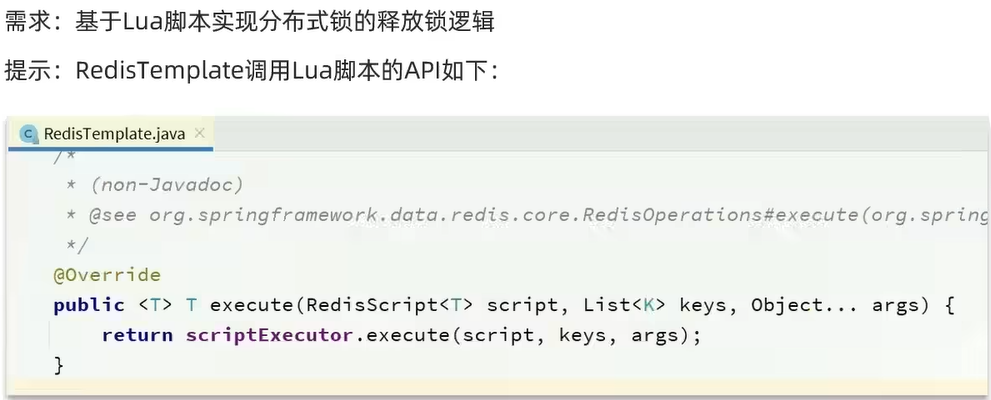 需求：基于Lua脚本实现分布式锁的释放锁逻辑
提示：RedisTemplate调用Lua脚本的API如下：
RedisTemplate.java
/*
* (non-Javadoc)
* @see org.springframework.data.redis.core.RedisOperations#execute(org.spring
*/
@Override
public <T> T execute(RedisScript<T> script, List<K> keys, Object... args) {
return scriptExecutor.execute(script, keys, args);
}